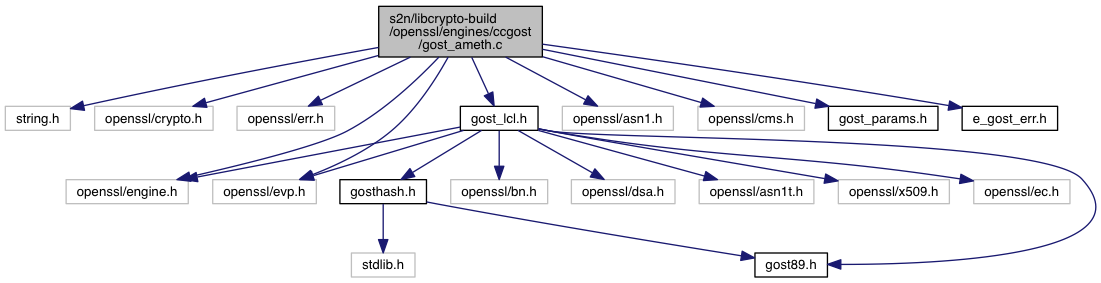 s2n/libcrypto-build
/openssl/engines/ccgost
/gost_ameth.c
string.h
openssl/crypto.h
openssl/err.h
gost_lcl.h
openssl/asn1.h
openssl/cms.h
gost_params.h
e_gost_err.h
openssl/engine.h
openssl/evp.h
gosthash.h
openssl/bn.h
openssl/dsa.h
openssl/asn1t.h
openssl/x509.h
openssl/ec.h
stdlib.h
gost89.h